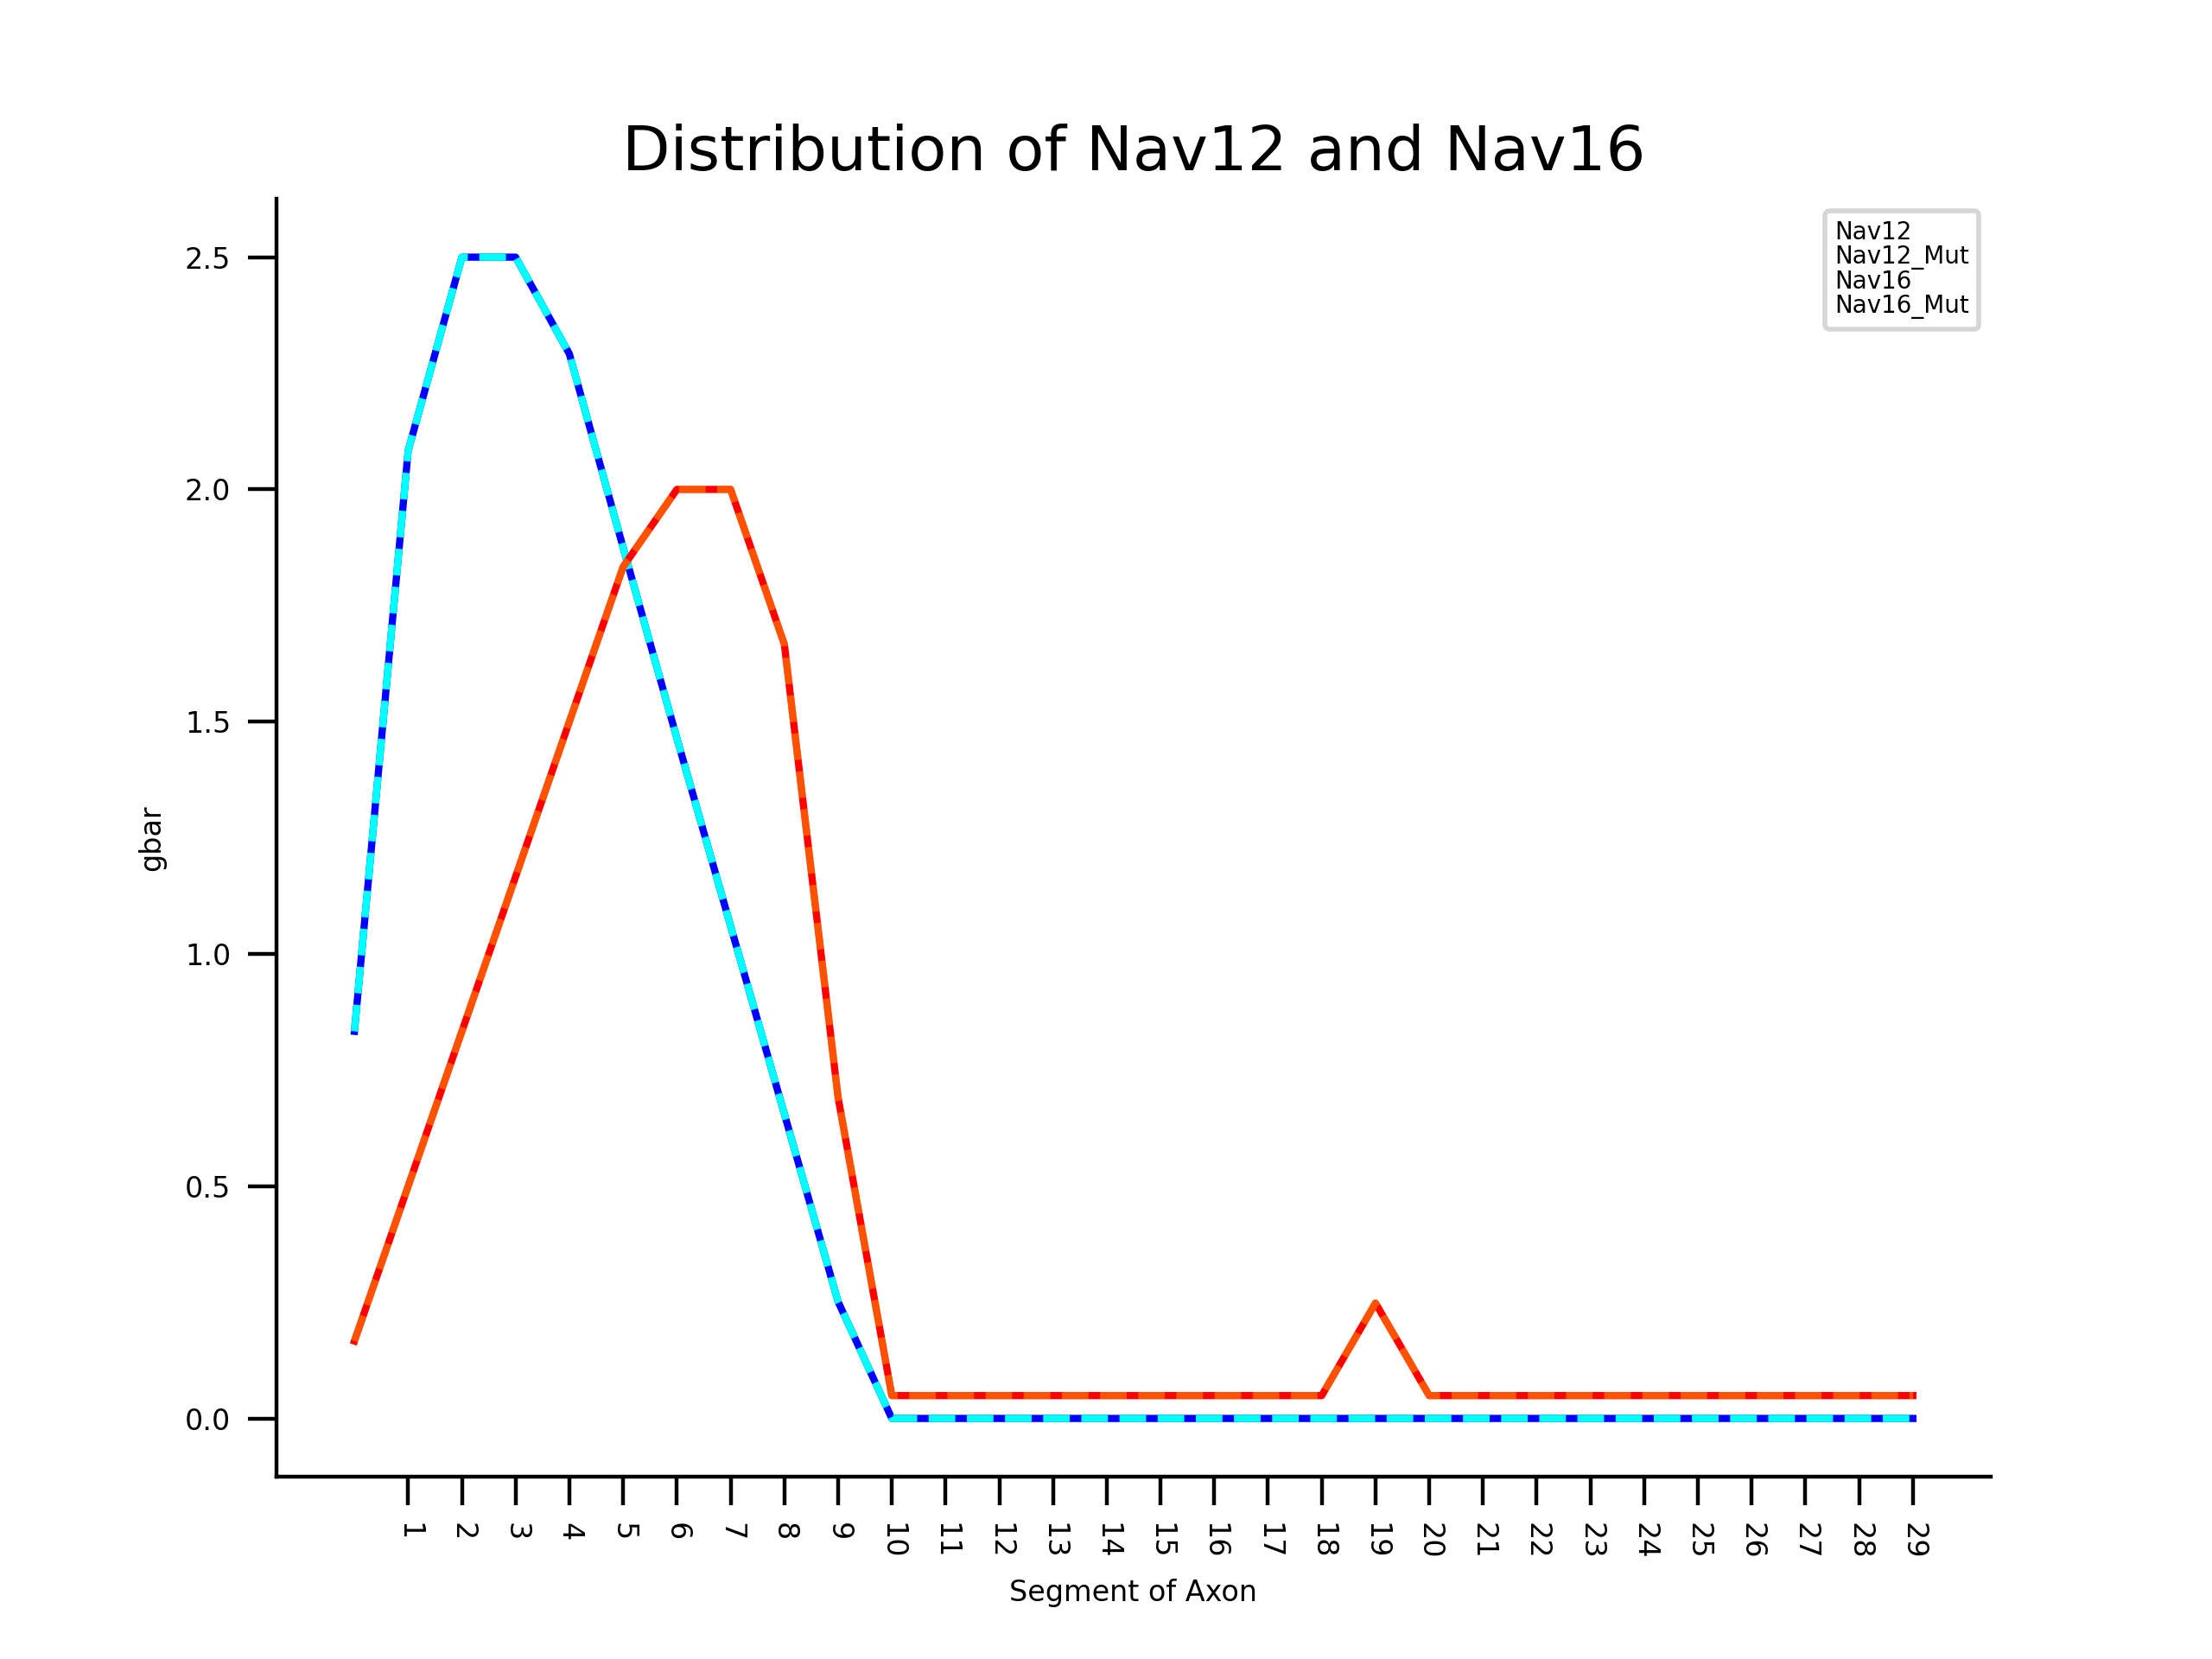 Distribution of Nav12 and Nav16
Nav12
Nav12_Mut
Nav16
Nav16_Mut
2.5
2.0
1.5
1.0
0.5
0.0
gbar
1 2 3 4 5 6 7 8 9 10 11 12 13 14 15 16 17 18 19 20 21 22 23 24 25 26 27 28 29
Segment of Axon